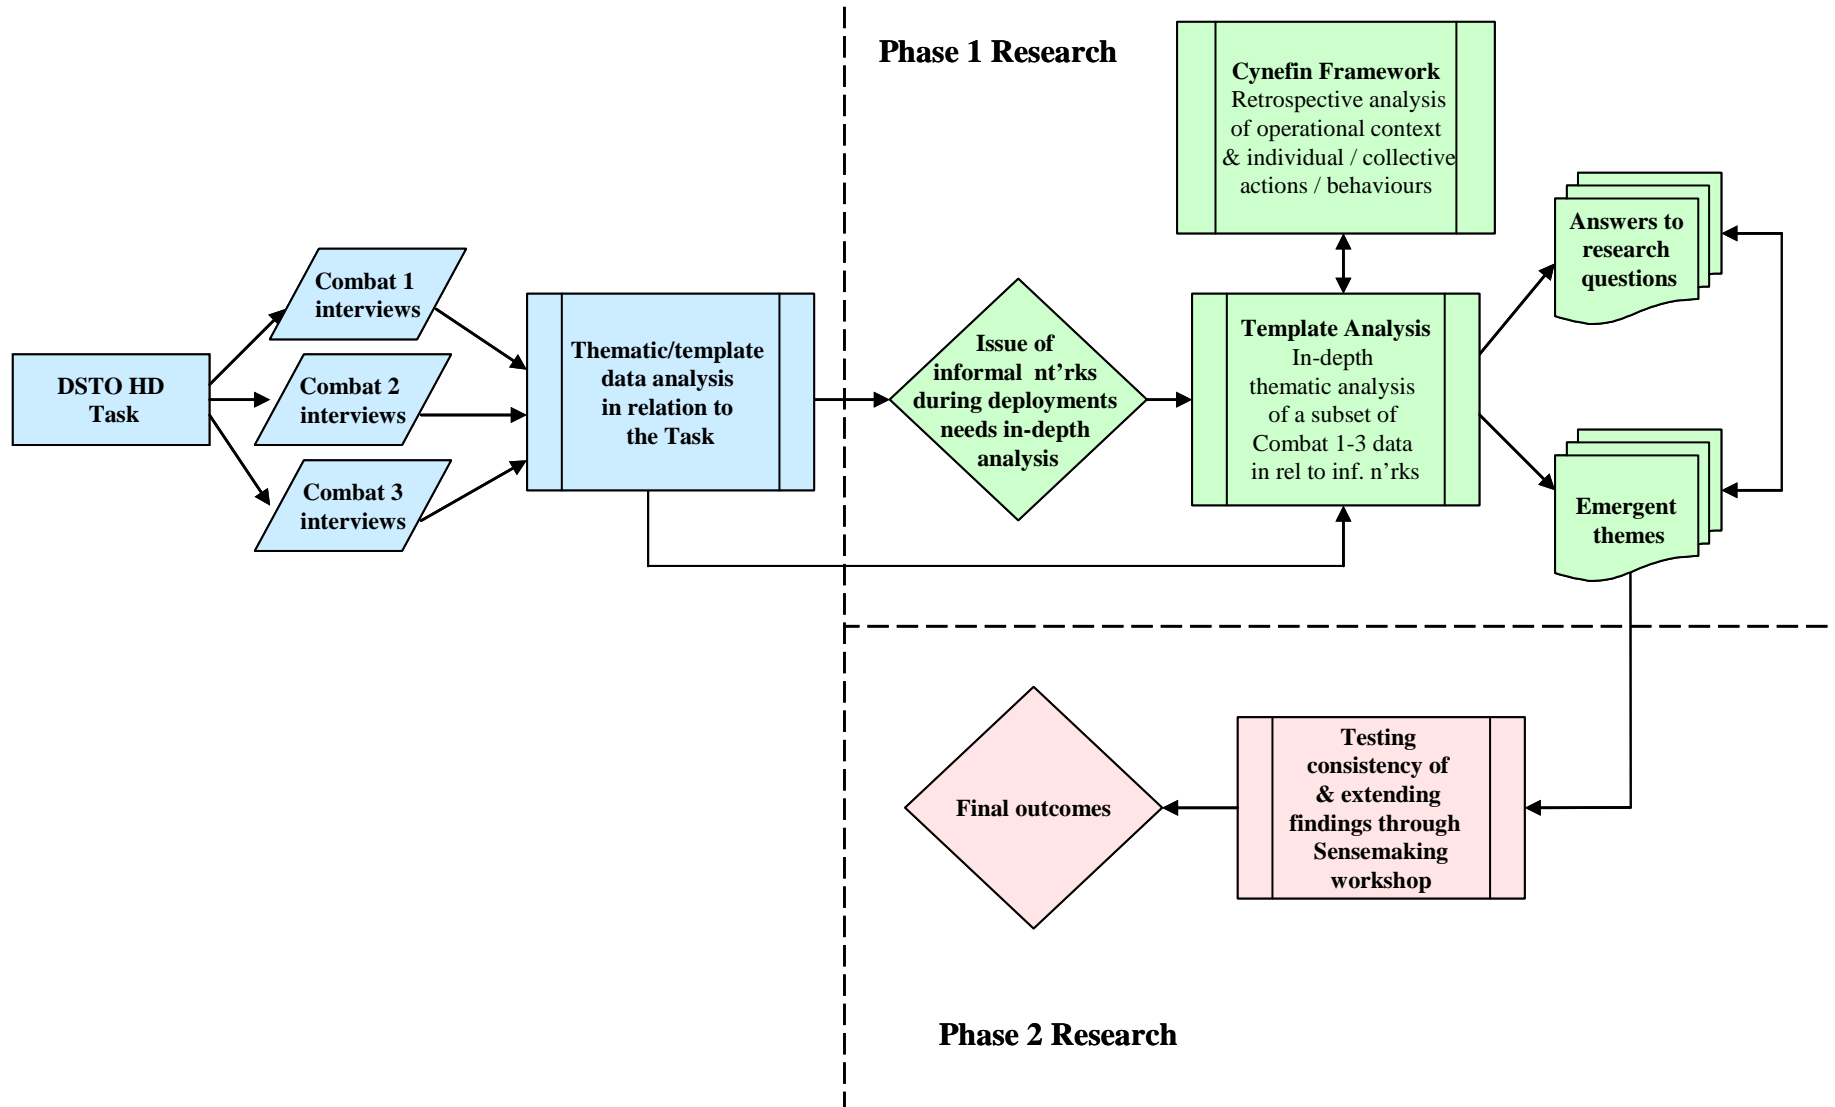 Phase 1 Research
Cynefin Framework
Retrospective analysis
of operational context
& individual / collective
actions / behaviours
Answers to
research
questions
Combat 1
interviews
DSTO HD
Task
Combat 2
interviews
Combat 3
interviews
Thematic/template
data analysis
in relation to
the Task
Issue of
informal nt’rks
during deployments
needs in-depth
analysis
Template Analysis
In-depth
thematic analysis
of a subset of
Combat 1-3 data
in rel to inf. n’rks
Emergent
themes
Final outcomes
Testing
consistency of
& extending
findings through
Sensemaking
workshop
Phase 2 Research